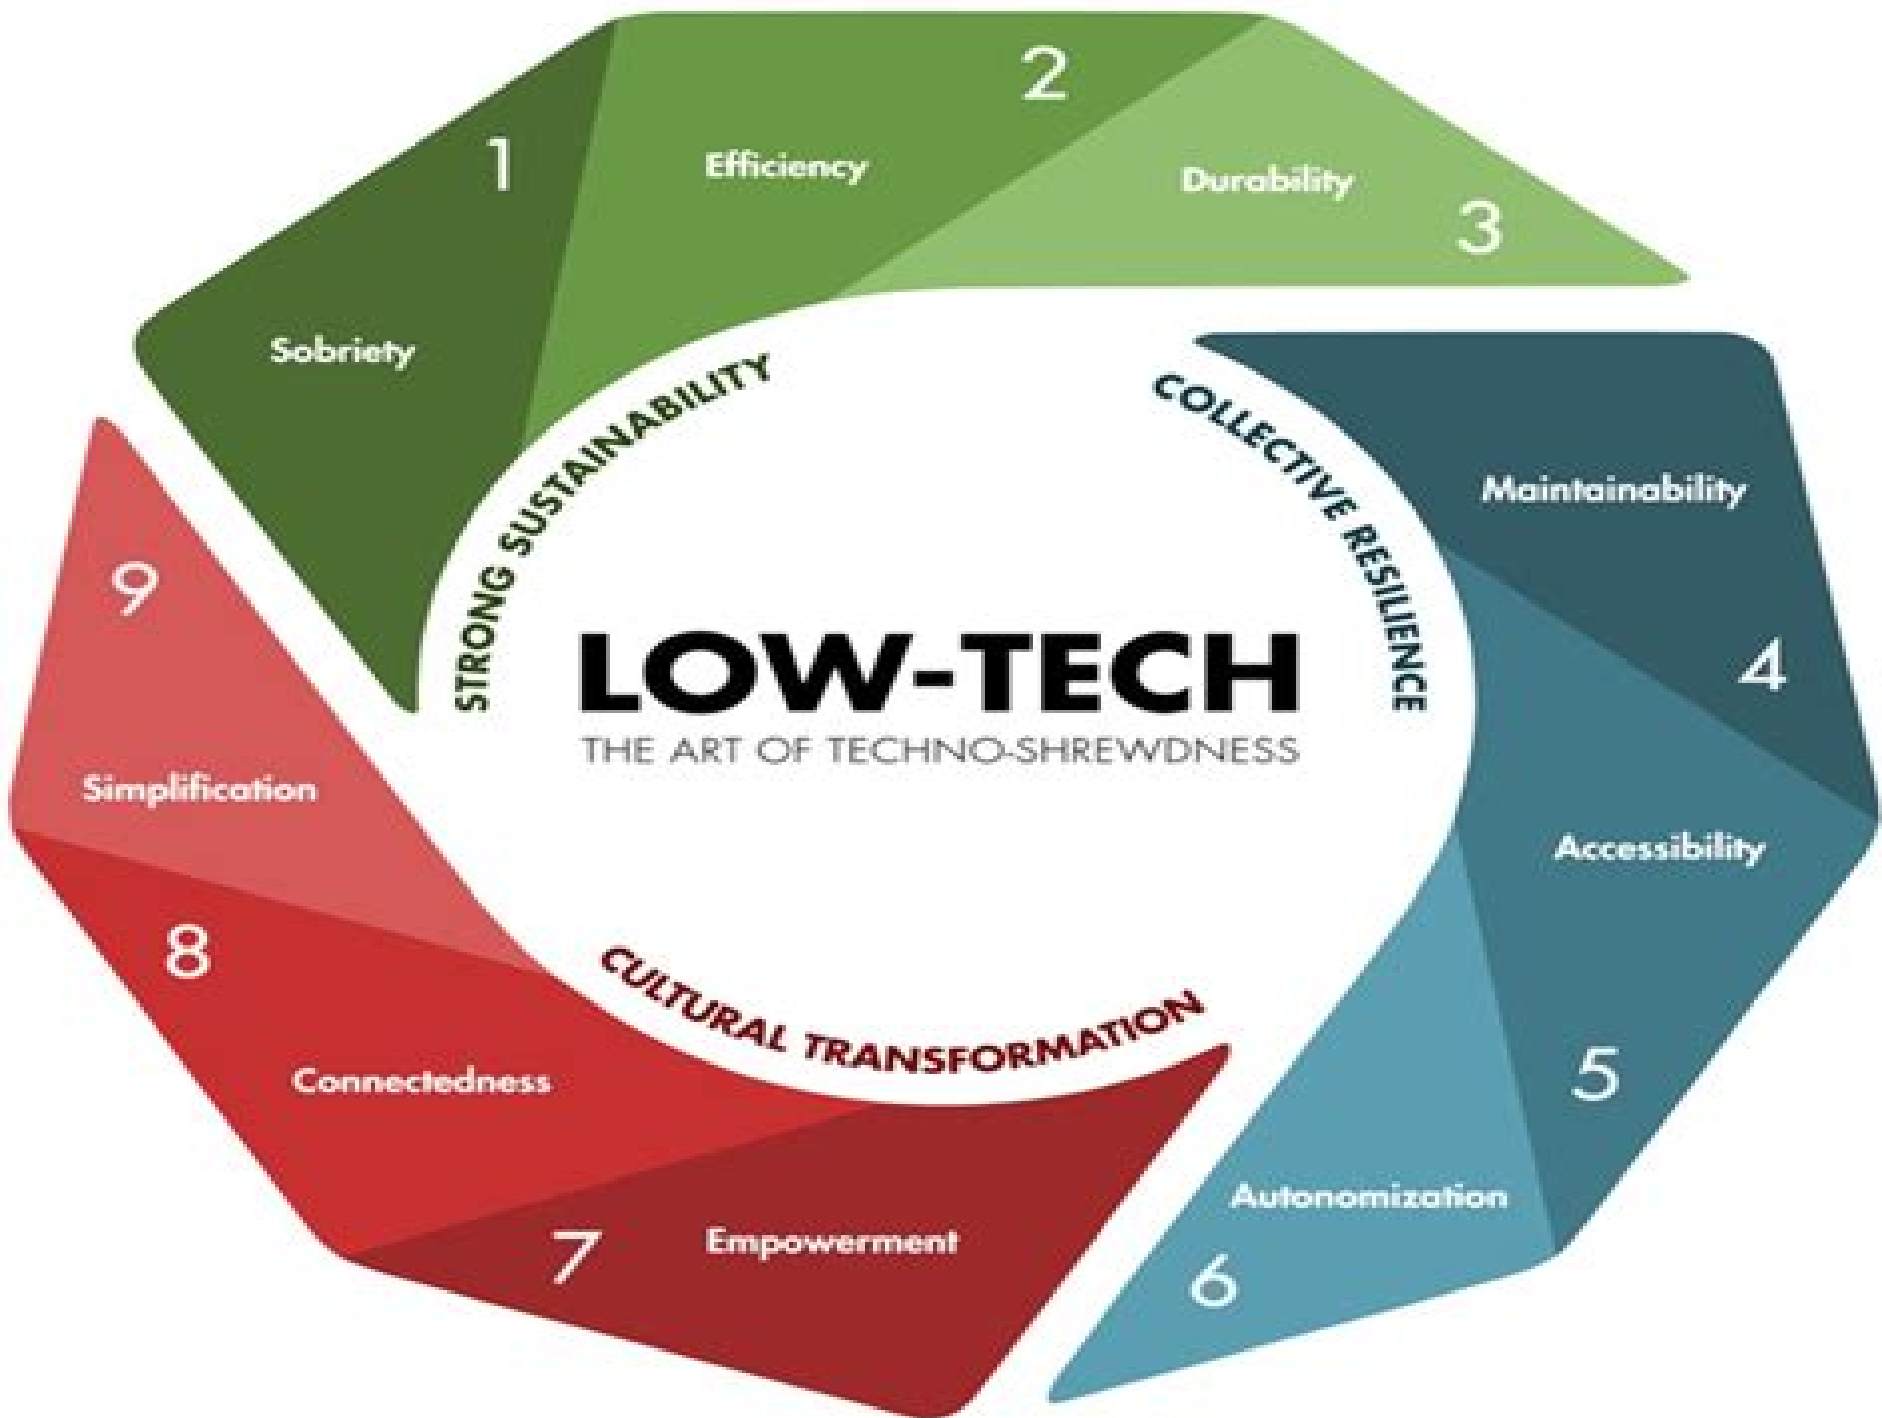 1
Sobriety
2
Efficiency
Durability
3
STRONG SUSTAINABILITY
COLLECTIVE RESILIENCE
Maintainability
4
Accessibility
5
Autonomization
6
CULTURAL TRANSFORMATION
7
Empowerment
8
Connectedness
9
Simplification
LOW-TECH
THE ART OF TECHNO-SHREWDNESS